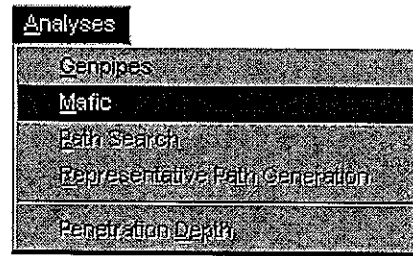 Analyses
Genpipes
Mafic
Path Search
Representative Path Generation
Penetration Depth